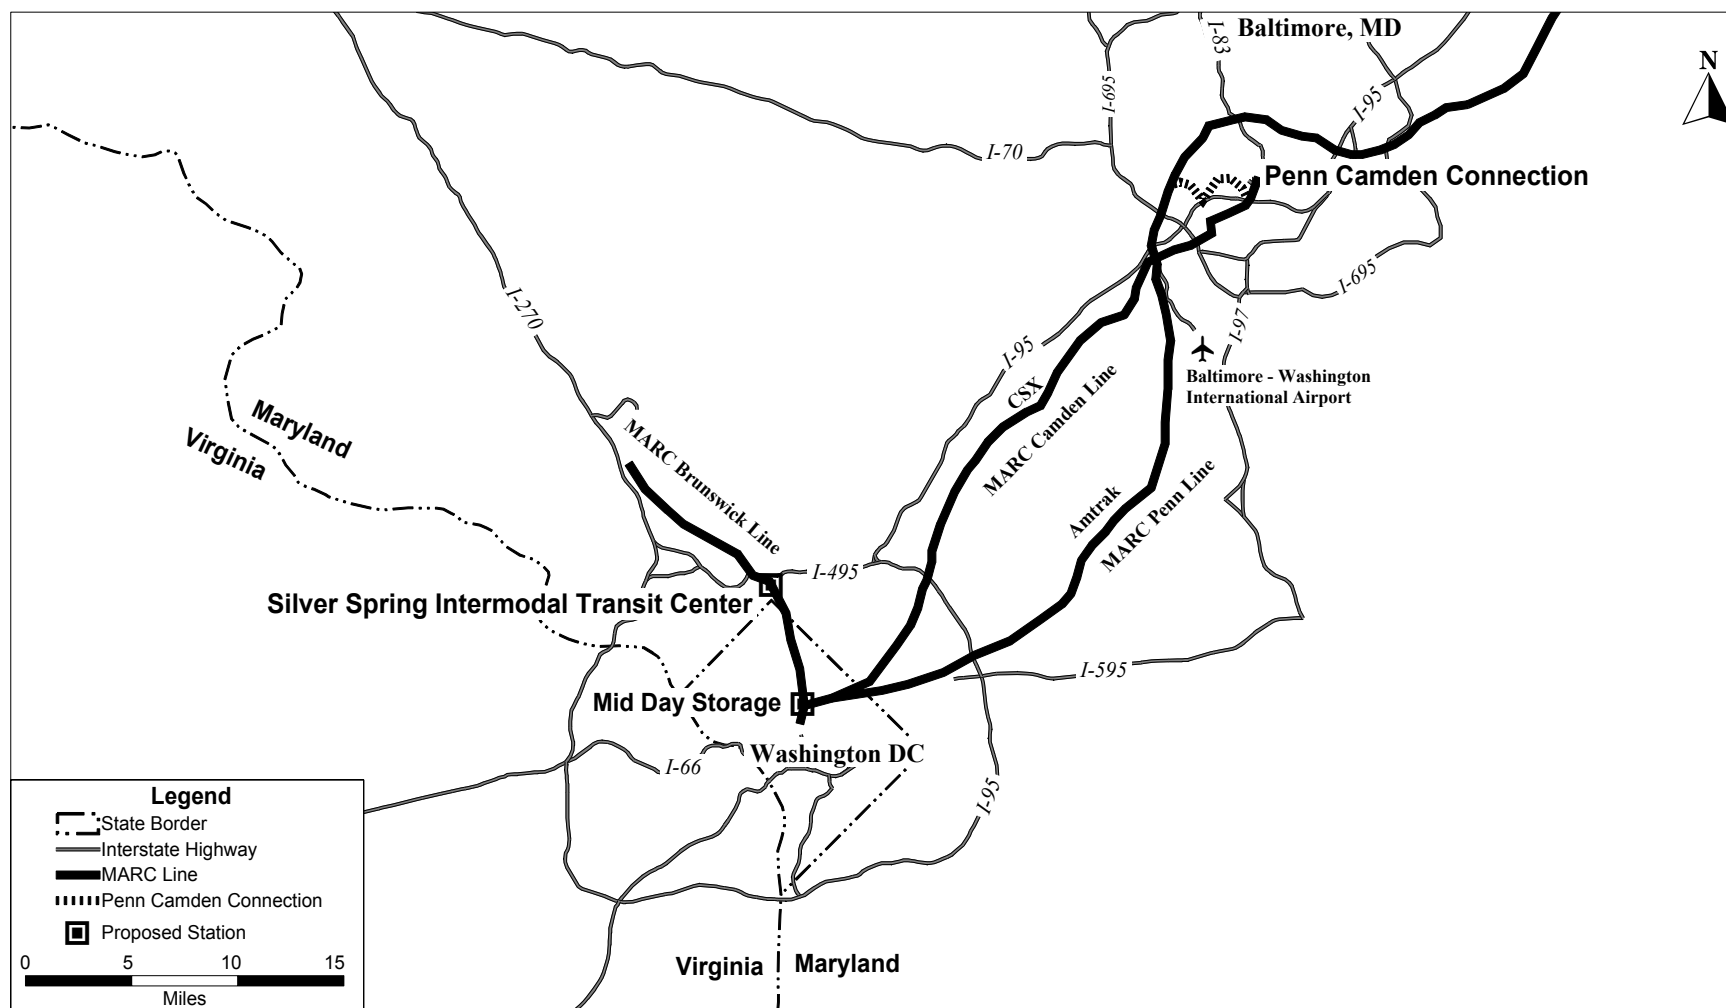 Baltimore, MD
I-83
N
I-695
I-95
I-70
Penn Camden Connection
I-695
I-270
I-97
I-95
Baltimore - Washington
International Airport
CSX
MARC Camden Line
Maryland
Virginia
MARC Brunswick Line
Amtrak
MARC Penn Line
I-495
Silver Spring Intermodal Transit Center
I-595
Mid Day Storage
Washington DC
I-66
I-95
Legend
State Border
Interstate Highway
MARC Line
Penn Camden Connection
Proposed Station
0 5 10 15
Miles
Virginia Maryland